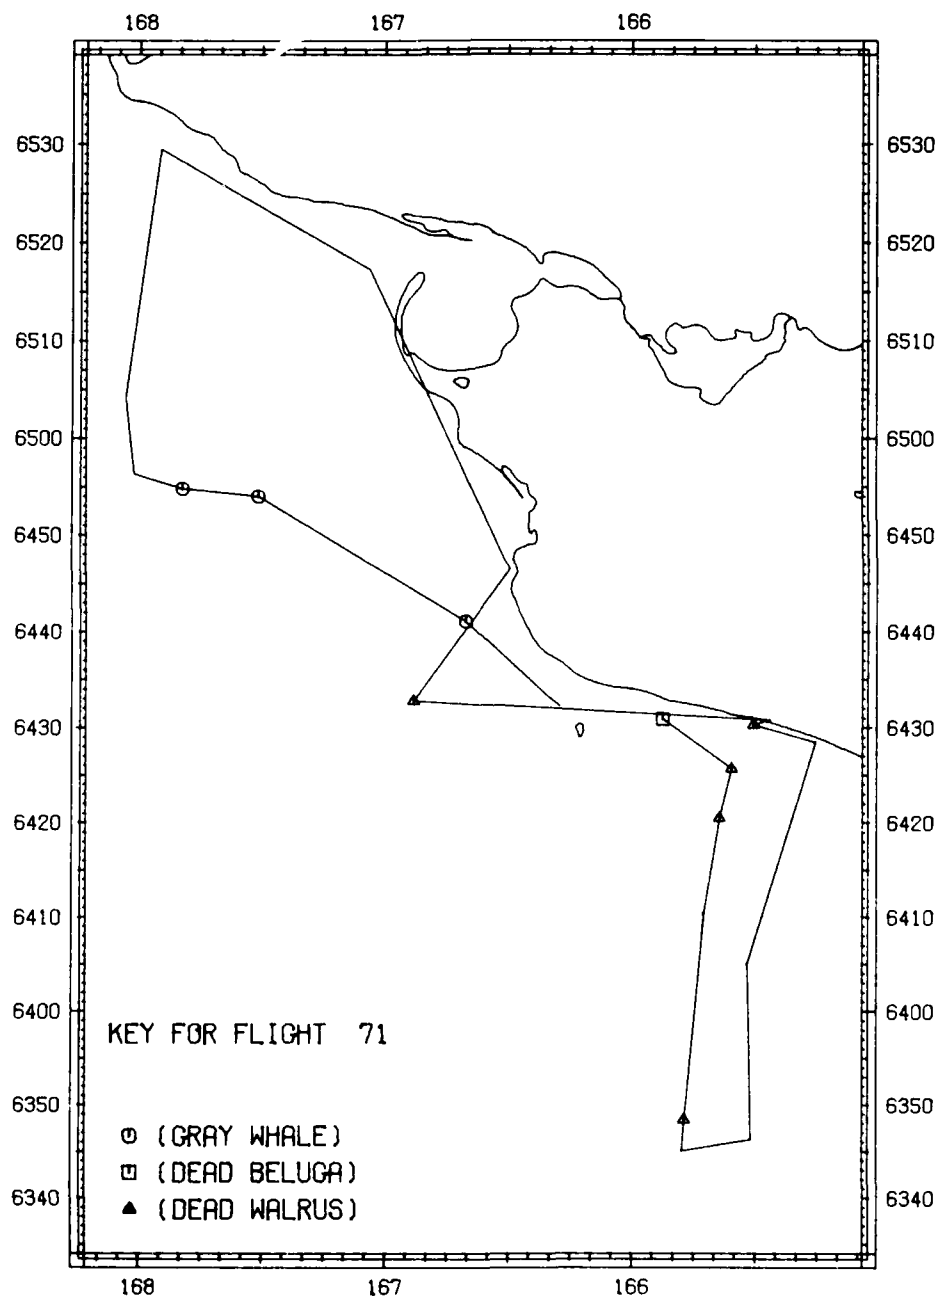 168 167 166
6530 6530
6520 6520
6510 6510
6500 6500
6450 6450
6440 6440
6430 6430
6420 6420
6410 6410
6400 6400
KEY FOR FLIGHT 71
6350 6350
(GRAY WHALE)
(DEAD BELUGA)
6340 6340
(DEAD WALRUS)
168 167 166